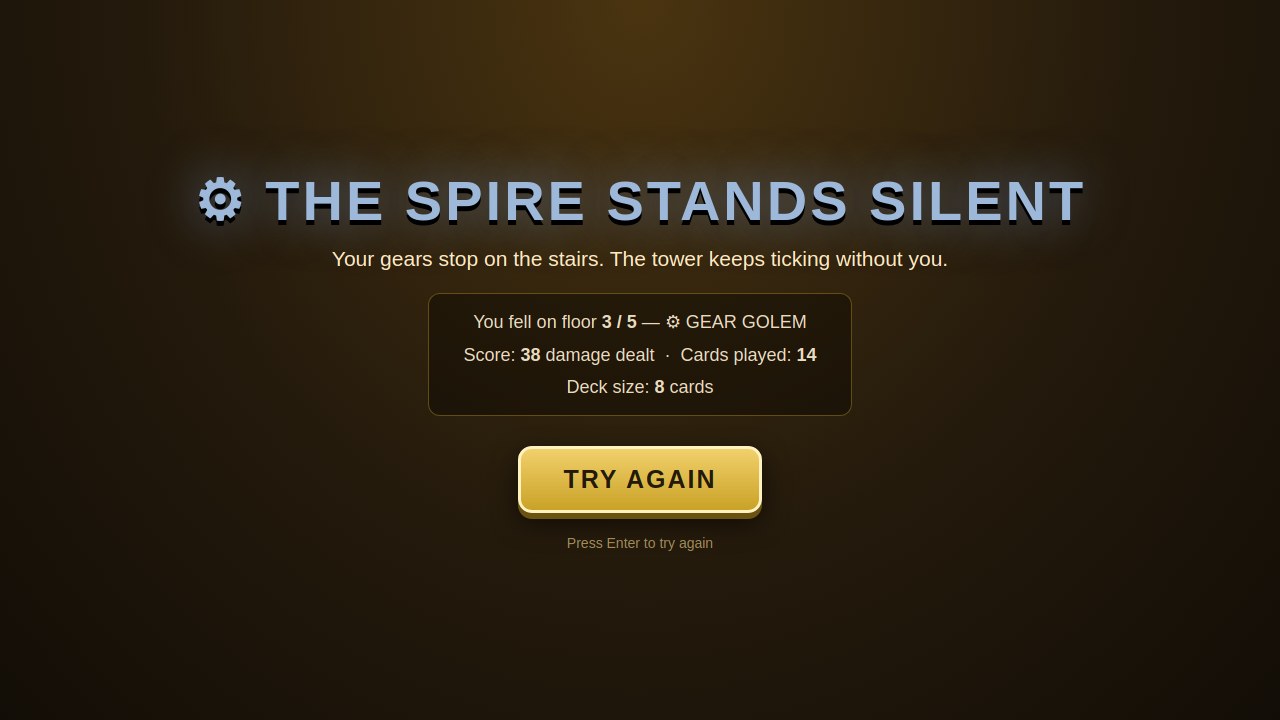 ⚙ THE SPIRE STANDS SILENT
Your gears stop on the stairs. The tower keeps ticking without you.
You fell on floor 3 / 5 — ⚙ GEAR GOLEM
Score: 38 damage dealt · Cards played: 14
Deck size: 8 cards
TRY AGAIN
Press Enter to try again